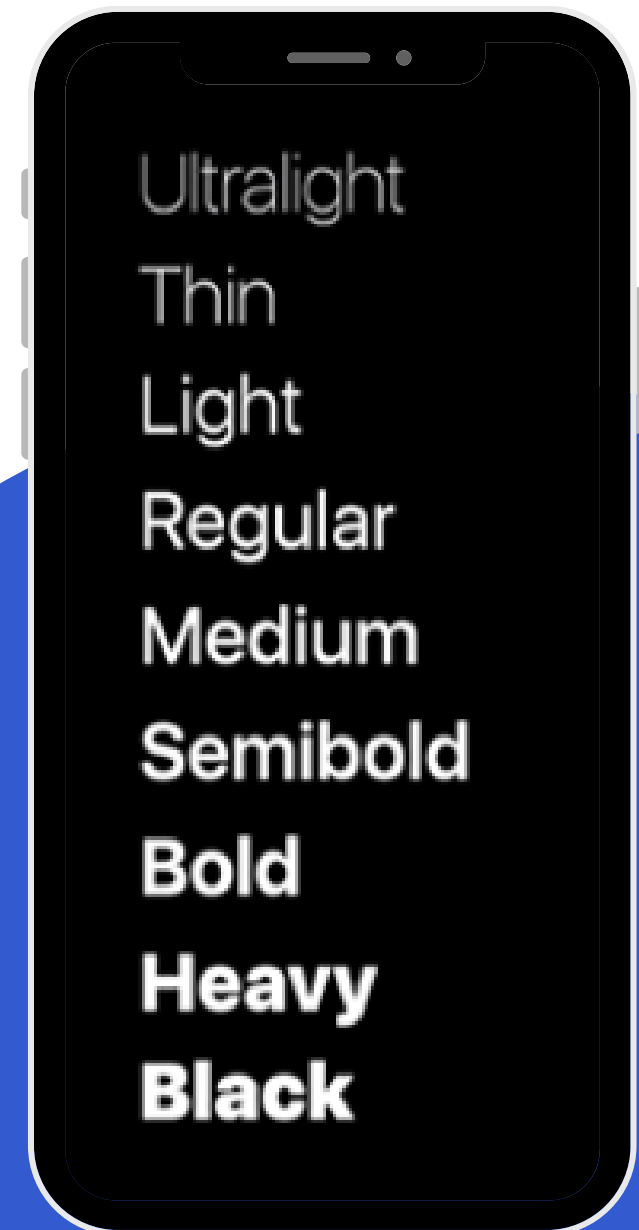 Ultralight
Thin
Light
Regular
Medium
Semibold
Bold
Heavy
Black